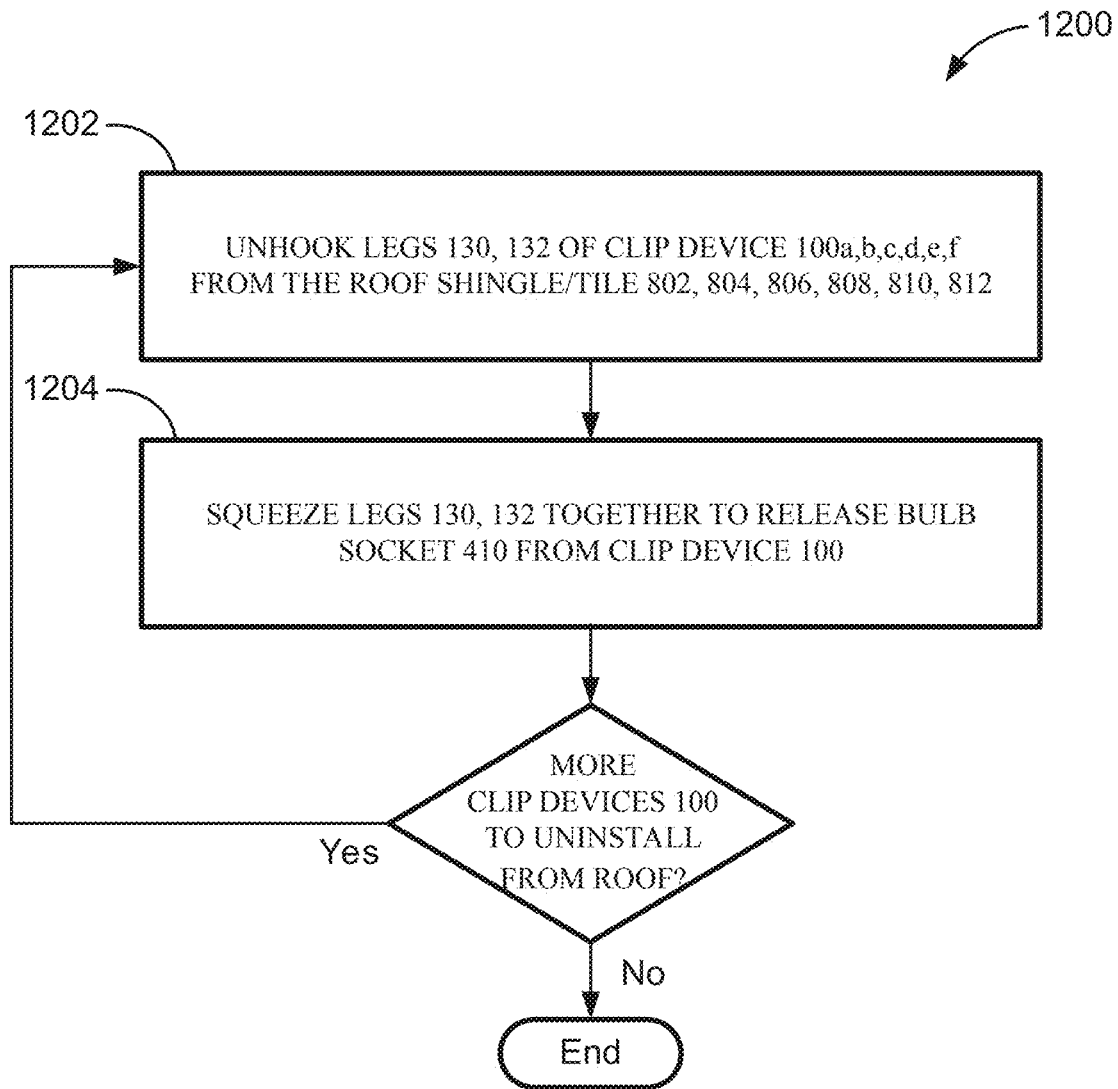 1200
1202
UNHOOK LEGS 130, 132 OF CLIP DEVICE 100a,b,c,d,e,f
FROM THE ROOF SHINGLE/TILE 802, 804, 806, 808, 810, 812
1204
SQUEEZE LEGS 130, 132 TOGETHER TO RELEASE BULB
SOCKET 410 FROM CLIP DEVICE 100
MORE
CLIP DEVICES 100
TO UNINSTALL
FROM ROOF?
Yes
No
End